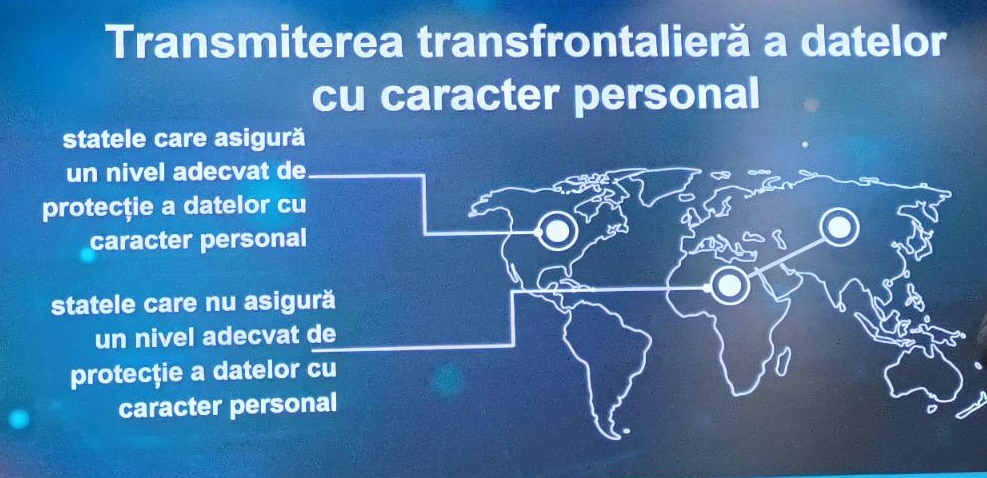 Transmiterea transfrontalieră a datelor
cu caracter personal
statele care asigură
un nivel adecvat de
protecție a datelor cu
caracter personal
statele care nu asigură
un nivel adecvat de
protecție a datelor cu
caracter personal